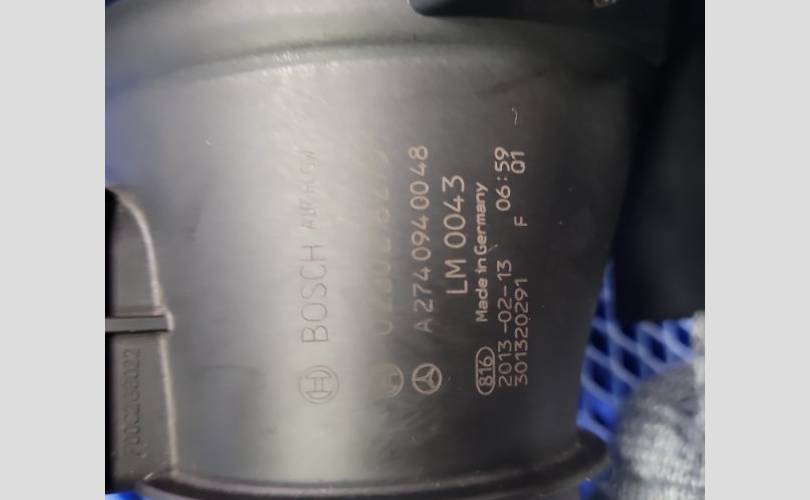 BOSCH AIR FLOW
A 274 094 00 48
LM 0043
816 Made in Germany
2013-02-13 06:59
301320291 F 01